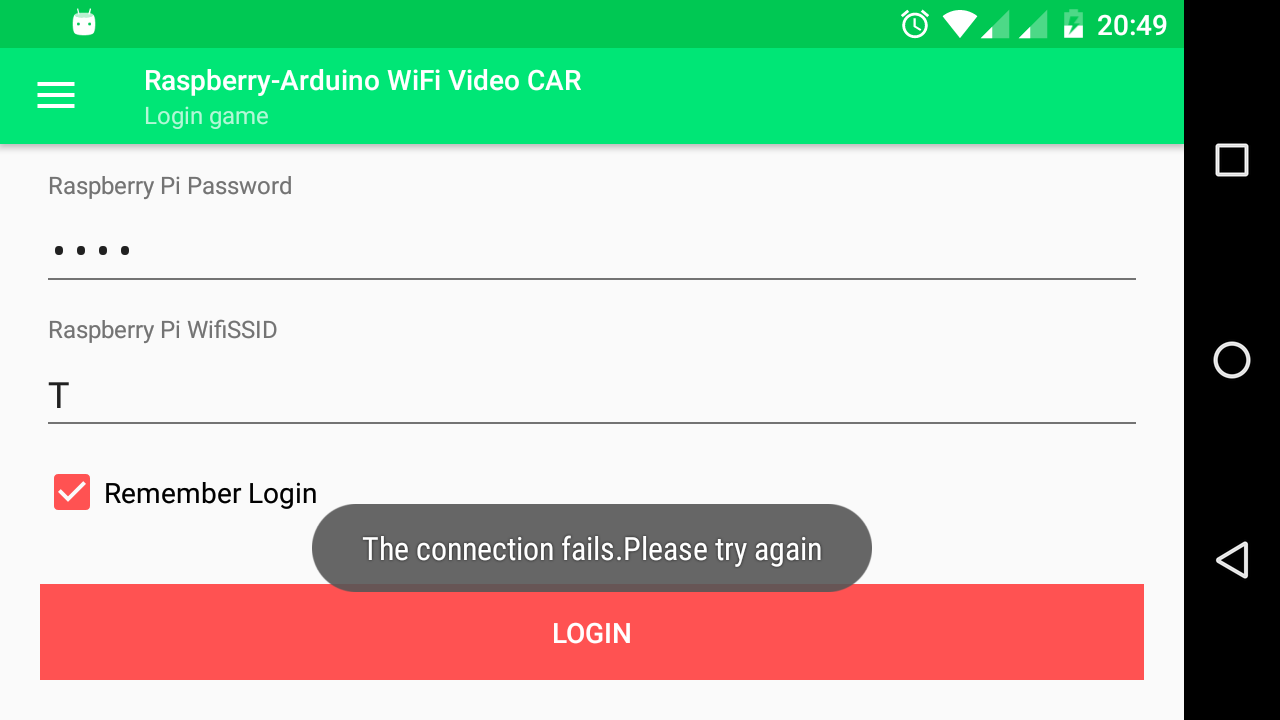 20:49
Raspberry-Arduino WiFi Video CAR
Login game
Raspberry Pi Password
••••
Raspberry Pi WifiSSID
T
Remember Login
The connection fails.Please try again
LOGIN